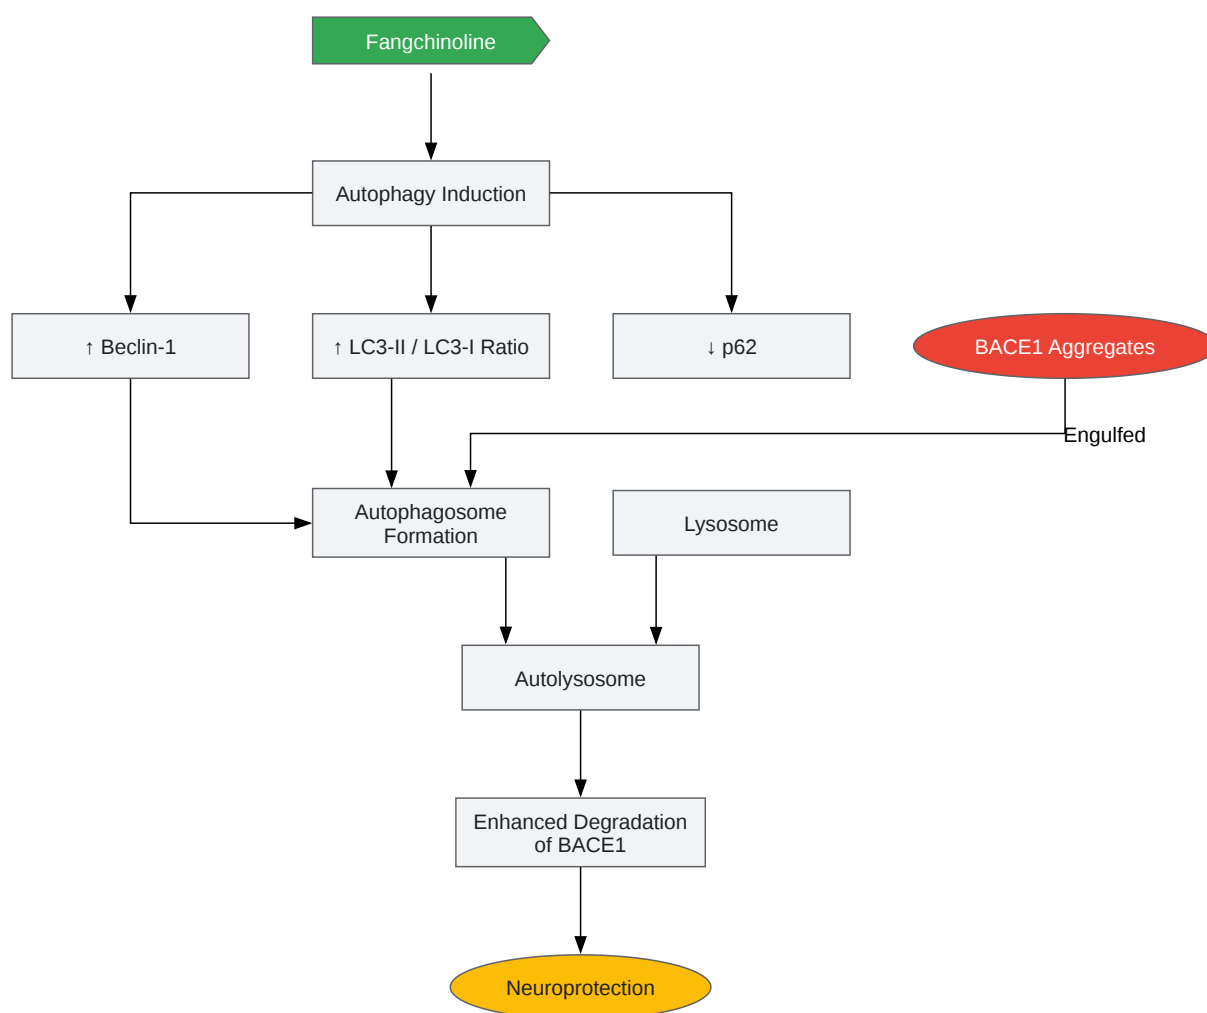 Fangchinoline
Autophagy Induction
↑ Beclin-1
↑ LC3-II / LC3-I Ratio
↓ p62
BACE1 Aggregates
Engulfed
Autophagosome
Formation
Lysosome
Autolysosome
Enhanced Degradation
of BACE1
Neuroprotection